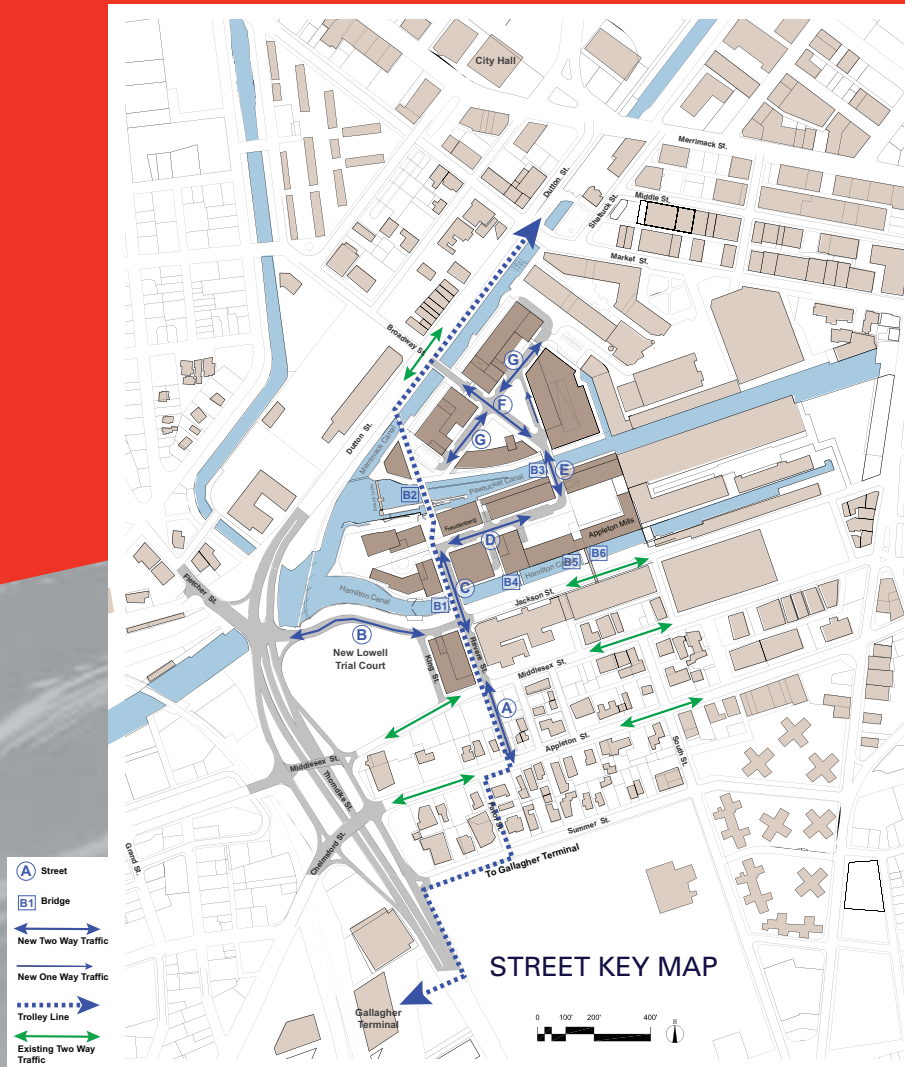 City Hall
Merrimack St.
Dutton St.
Middle St.
Shattuck St.
Market St.
Broadway St.
G
F
Dutton St.
Merrimack Canal
G
B3
E
B2
Pawtucket Canal
Freudenberg
Appleton Mills
D
B6
Hamilton
B5
B4
Fletcher St.
Hamilton Canal
C
Jackson St.
B1
B
New Lowell
Trial Court
Revere St.
King St.
Middlesex St.
A
Appleton St.
South St.
Middlesex St.
Thorndike St.
Summer St.
Chelmsford St.
Grand St.
To Gallagher Terminal
A Street
B1 Bridge
New Two Way Traffic
New One Way Traffic
Trolley Line
Existing Two Way
Traffic
STREET KEY MAP
Gallagher
Terminal
0 100' 200' 400'